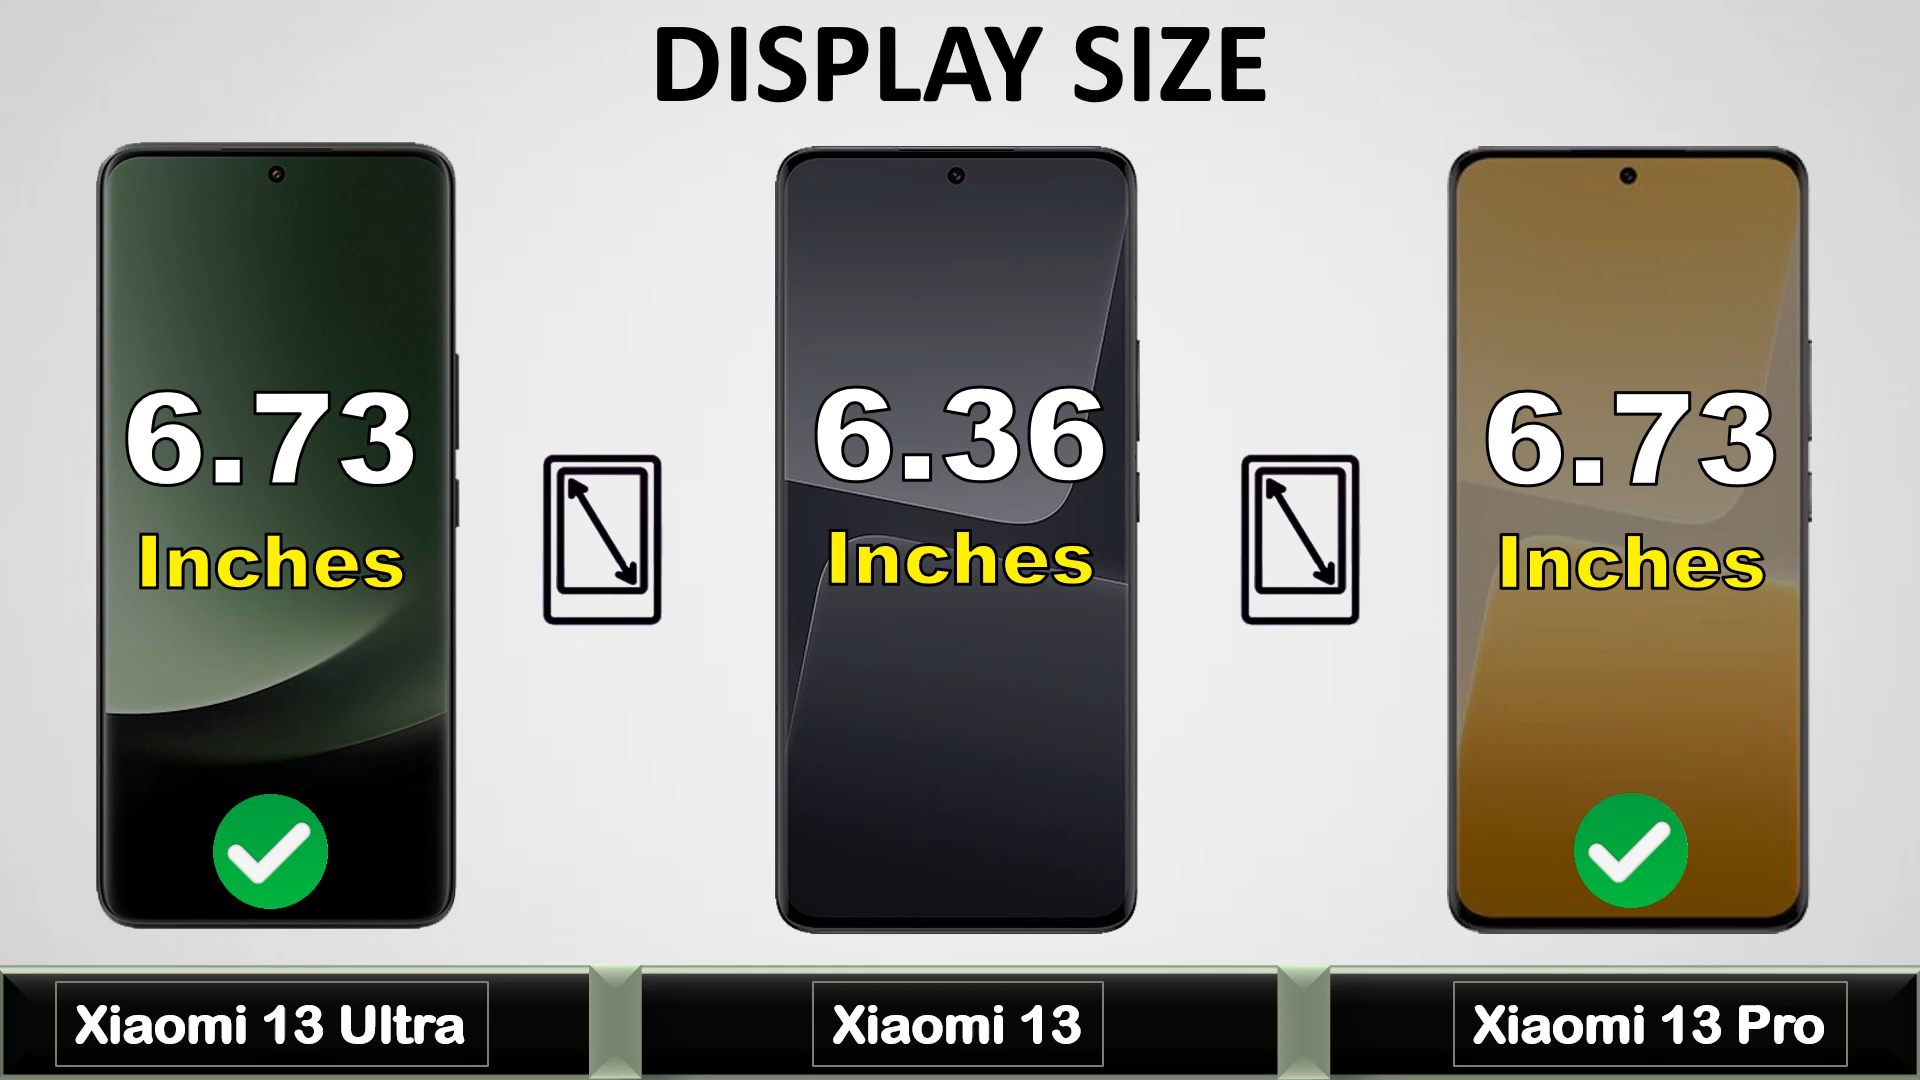 DISPLAY SIZE
6.73
Inches
6.36
Inches
6.73
Inches
Xiaomi 13 Ultra
Xiaomi 13
Xiaomi 13 Pro